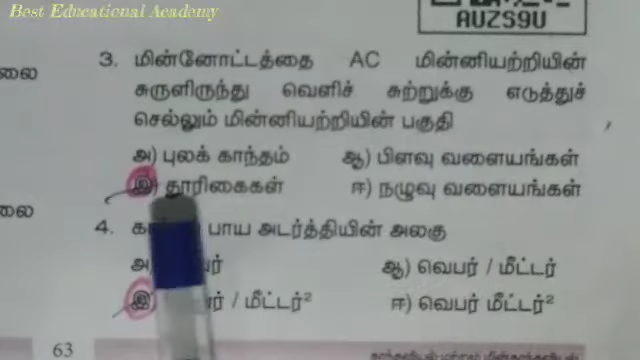 Best Educational Academy
AUZS9U
லை
3. மின்னோட்டத்தை AC மின்னியற்றியின்
சுருளிருந்து வெளிச் சுற்றுக்கு எடுத்துச்
செல்லும் மின்னியற்றியின் பகுதி
அ) புலக் காந்தம் ஆ) பிளவு வளையங்கள்
இ) தூரிகைகள் ஈ) நழுவு வளையங்கள்
லை
4. பாய அடர்த்தியின் அலகு
அ) ஆ) வெபர் / மீட்டர்
இ) / மீட்டர்² ஈ) வெபர் மீட்டர்²
63